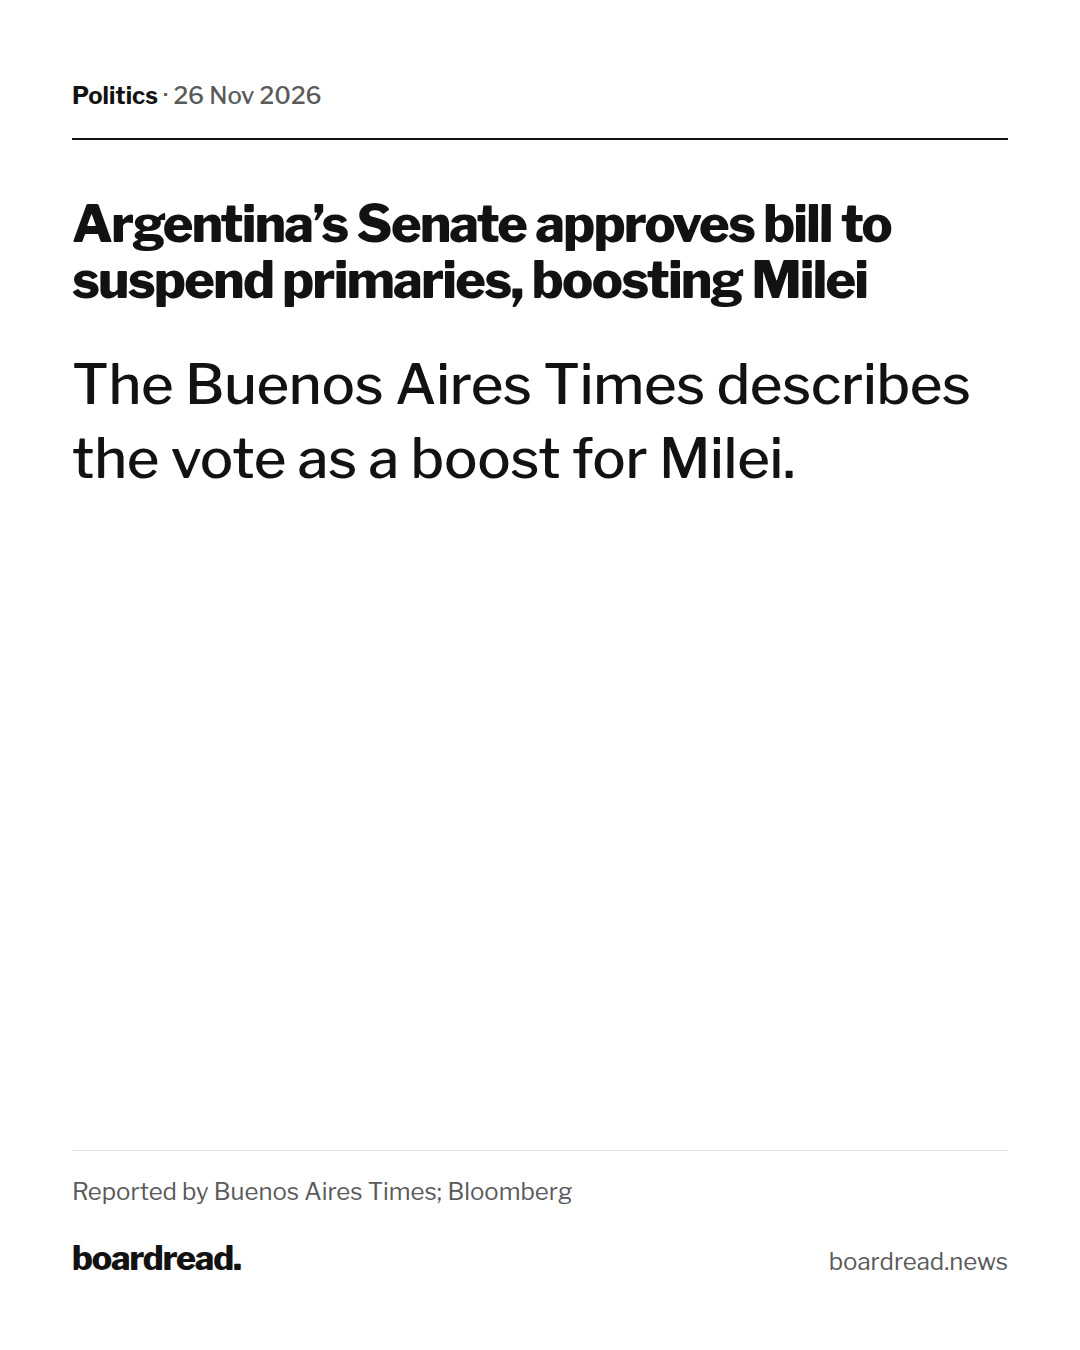 Politics · 26 Nov 2026
Argentina’s Senate approves bill to
suspend primaries, boosting Milei
The Buenos Aires Times describes
the vote as a boost for Milei.
Reported by Buenos Aires Times; Bloomberg
boardread.
boardread.news